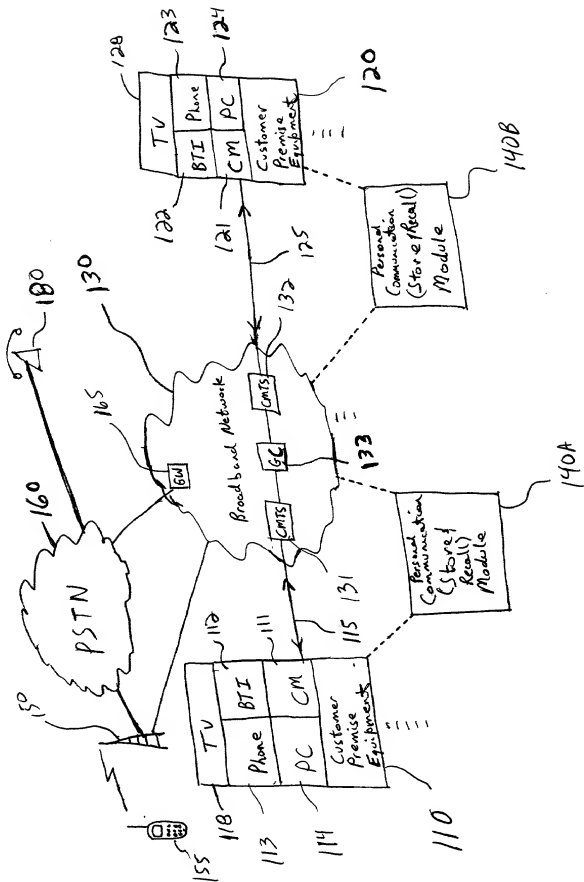 128
TV
BTI
Phone
CM
PC
Customer
Premise
Equipment
123
124
122
121
120
125
180
130
160
PSTN
150
155
165
GW
Broadband Network
CMTS
GC
CMTS
132
133
131
115
112
111
TV
Phone
BTI
PC
CM
Customer
Premise
Equipment
118
113
114
110
Personal
Communication
(Store &
Recall)
Module
140A
Personal
Communication
(Store & Recall)
Module
140B